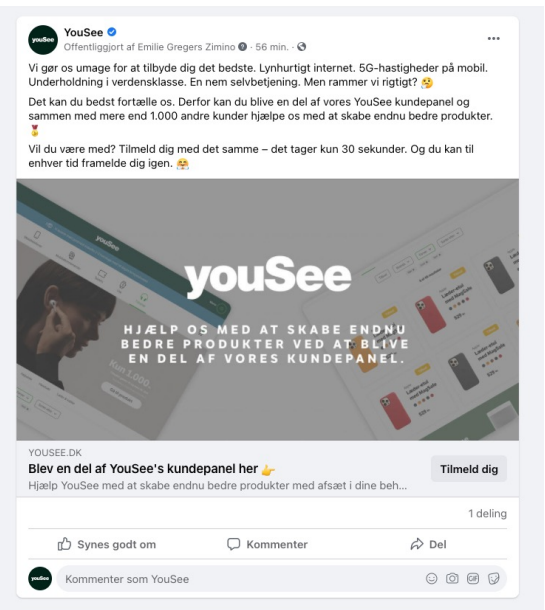 YouSee
Offentliggjort af Emilie Gregers Zimino · 56 min. ·
Vi gør os umage for at tilbyde dig det bedste. Lynhurtigt internet. 5G-hastigheder på mobil.
Underholdning i verdensklasse. En nem selvbetjening. Men rammer vi rigtigt? 🤔
Det kan du bedst fortælle os. Derfor kan du blive en del af vores YouSee kundepanel og
sammen med mere end 1.000 andre kunder hjælpe os med at skabe endnu bedre produkter.
🏅
Vil du være med? Tilmeld dig med det samme – det tager kun 30 sekunder. Og du kan til
enhver tid framelde dig igen. 🤗
youSee
HJÆLP OS MED AT SKABE ENDNU
BEDRE PRODUKTER VED AT BLIVE
EN DEL AF VORES KUNDEPANEL.
Kun 1.000.
YOUSEE.DK
Blev en del af YouSee's kundepanel her 👉
Tilmeld dig
Hjælp YouSee med at skabe endnu bedre produkter med afsæt i dine beh...
1 deling
Synes godt om
Kommenter
Del
youSee
Kommenter som YouSee
GIF